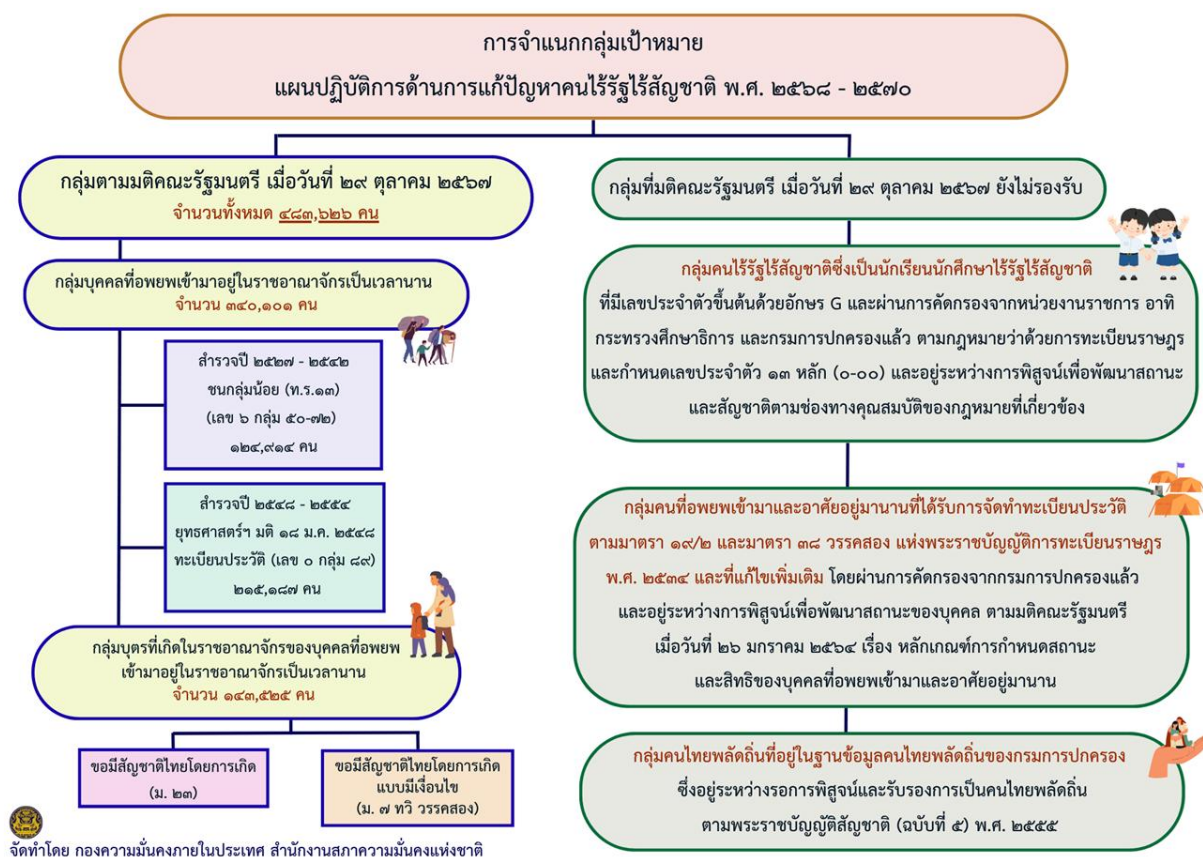 การจำแนกกลุ่มเป้าหมาย
แผนปฏิบัติการด้านการแก้ปัญหาคนไร้รัฐไร้สัญชาติ พ.ศ. ๒๕๖๘ - ๒๕๗๐
กลุ่มตามมติคณะรัฐมนตรี เมื่อวันที่ ๒๙ ตุลาคม ๒๕๖๗
จำนวนทั้งหมด ๔๘๓,๖๒๖ คน
กลุ่มบุคคลที่อพยพเข้ามาอยู่ในราชอาณาจักรเป็นเวลานาน
จำนวน ๓๔๐,๑๐๑ คน
สำรวจปี ๒๕๒๗ - ๒๕๔๒
ชนกลุ่มน้อย (ท.ร.๑๓)
(เลข ๖ กลุ่ม ๕๐-๗๒)
๑๒๔,๙๑๔ คน
สำรวจปี ๒๕๔๘ - ๒๕๕๔
ยุทธศาสตร์ฯ มติ ๑๘ ม.ค. ๒๕๔๘
ทะเบียนประวัติ (เลข ๐ กลุ่ม ๘๙)
๒๑๕,๑๘๗ คน
กลุ่มบุตรที่เกิดในราชอาณาจักรของบุคคลที่อพยพ
เข้ามาอยู่ในราชอาณาจักรเป็นเวลานาน
จำนวน ๑๔๓,๕๒๕ คน
ขอมีสัญชาติไทยโดยการเกิด
(ม. ๒๓)
ขอมีสัญชาติไทยโดยการเกิด
แบบมีเงื่อนไข
(ม. ๗ ทวิ วรรคสอง)
กลุ่มที่มติคณะรัฐมนตรี เมื่อวันที่ ๒๙ ตุลาคม ๒๕๖๗ ยังไม่รองรับ
กลุ่มคนไร้รัฐไร้สัญชาติซึ่งเป็นนักเรียนนักศึกษาไร้รัฐไร้สัญชาติ
ที่มีเลขประจำตัวขึ้นต้นด้วยอักษร G และผ่านการคัดกรองจากหน่วยงานราชการ อาทิ
กระทรวงศึกษาธิการ และกรมการปกครองแล้ว ตามกฎหมายว่าด้วยการทะเบียนราษฎร
และกำหนดเลขประจำตัว ๑๓ หลัก (๐-๐๐) และอยู่ระหว่างการพิสูจน์เพื่อพัฒนาสถานะ
และสัญชาติตามช่องทางคุณสมบัติของกฎหมายที่เกี่ยวข้อง
กลุ่มคนที่อพยพเข้ามาและอาศัยอยู่มานานที่ได้รับการจัดทำทะเบียนประวัติ
ตามมาตรา ๑๙/๒ และมาตรา ๓๘ วรรคสอง แห่งพระราชบัญญัติการทะเบียนราษฎร
พ.ศ. ๒๕๓๔ และที่แก้ไขเพิ่มเติม โดยผ่านการคัดกรองจากกรมการปกครองแล้ว
และอยู่ระหว่างการพิสูจน์เพื่อพัฒนาสถานะของบุคคล ตามมติคณะรัฐมนตรี
เมื่อวันที่ ๒๖ มกราคม ๒๕๖๔ เรื่อง หลักเกณฑ์การกำหนดสถานะ
และสิทธิของบุคคลที่อพยพเข้ามาและอาศัยอยู่มานาน
กลุ่มคนไทยพลัดถิ่นที่อยู่ในฐานข้อมูลคนไทยพลัดถิ่นของกรมการปกครอง
ซึ่งอยู่ระหว่างรอการพิสูจน์และรับรองการเป็นคนไทยพลัดถิ่น
ตามพระราชบัญญัติสัญชาติ (ฉบับที่ ๕) พ.ศ. ๒๕๕๕
จัดทำโดย กองความมั่นคงภายในประเทศ สำนักงานสภาความมั่นคงแห่งชาติ